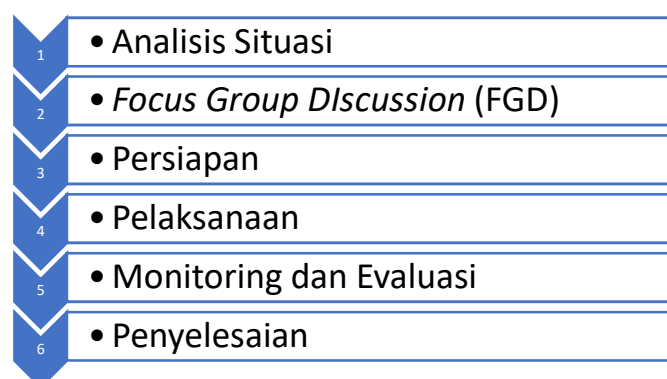 1 • Analisis Situasi
2 • Focus Group DIscussion (FGD)
3 • Persiapan
4 • Pelaksanaan
5 • Monitoring dan Evaluasi
6 • Penyelesaian